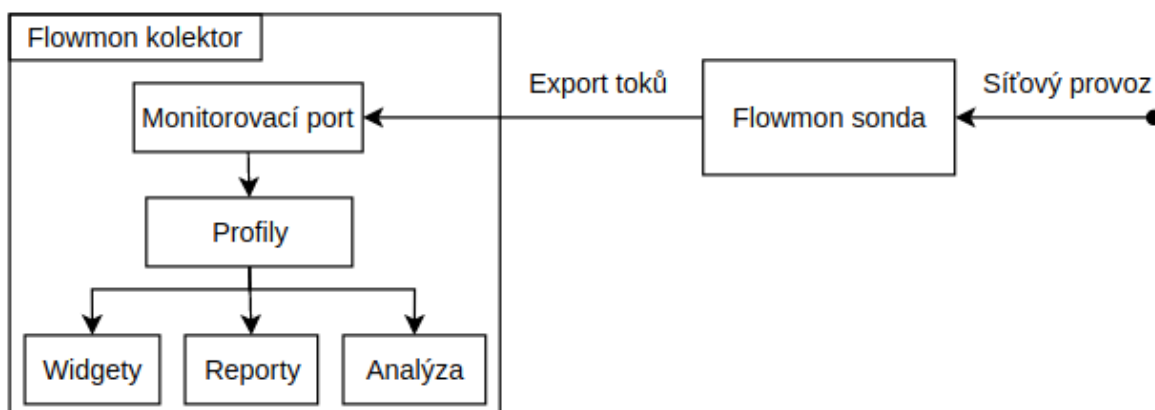 Flowmon kolektor
Monitorovací port
Export toků
Flowmon sonda
Síťový provoz
Profily
Widgety
Reporty
Analýza